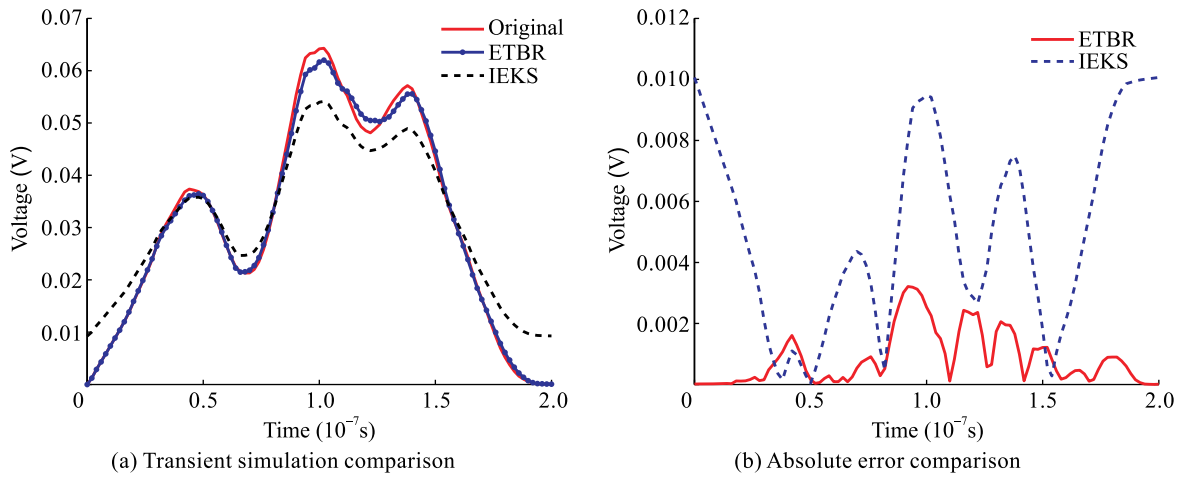 0.07
0.06
0.05
0.04
0.03
0.02
0.01
0
0.5
1.0
1.5
2.0
Voltage (V)
Time (10⁻⁷s)
Original
ETBR
IEKS
(a) Transient simulation comparison
0.012
0.010
0.008
0.006
0.004
0.002
0
0.5
1.0
1.5
2.0
Voltage (V)
Time (10⁻⁷s)
ETBR
IEKS
(b) Absolute error comparison